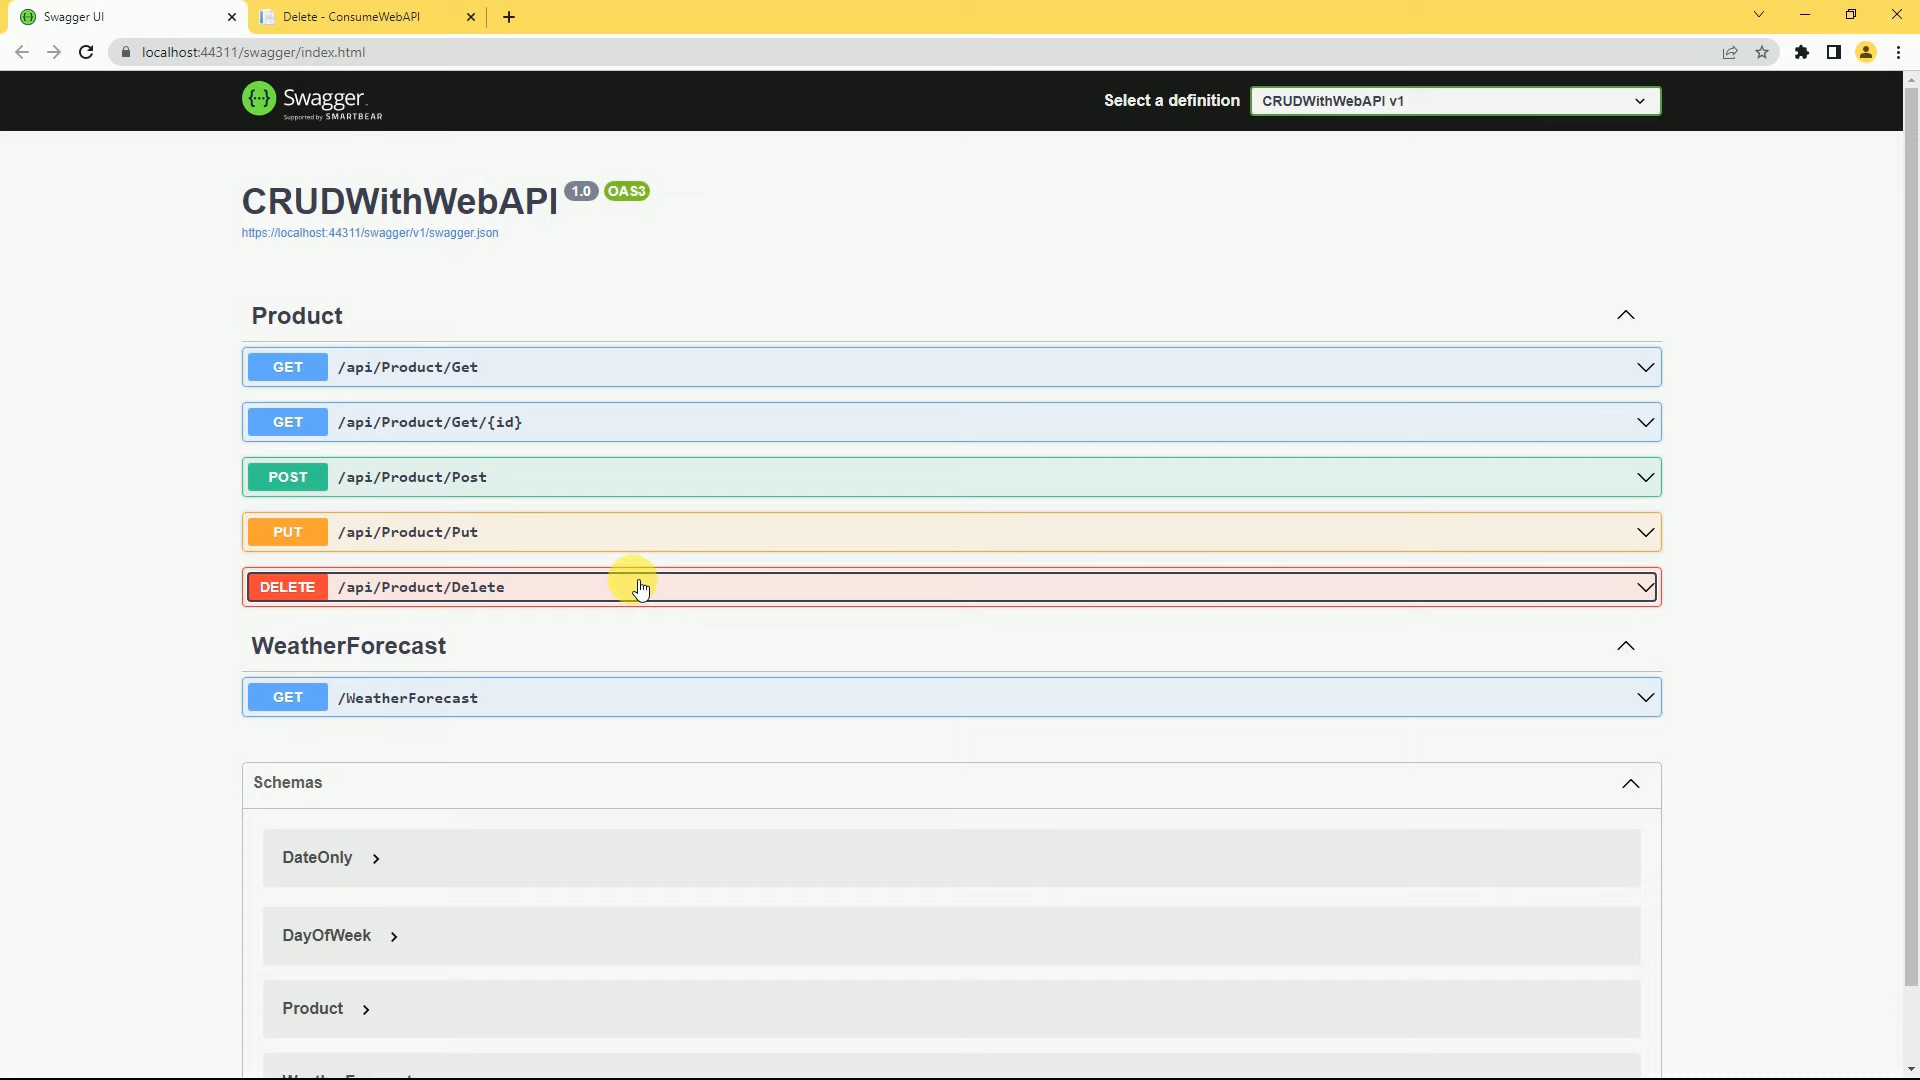 Swagger UI
Delete - ConsumeWebAPI
localhost:44311/swagger/index.html
Swagger
Supported by SMARTBEAR
Select a definition
CRUDWithWebAPI v1
CRUDWithWebAPI 1.0 OAS3
https://localhost:44311/swagger/v1/swagger.json
Product
GET /api/Product/Get
GET /api/Product/Get/{id}
POST /api/Product/Post
PUT /api/Product/Put
DELETE /api/Product/Delete
WeatherForecast
GET /WeatherForecast
Schemas
DateOnly
DayOfWeek
Product